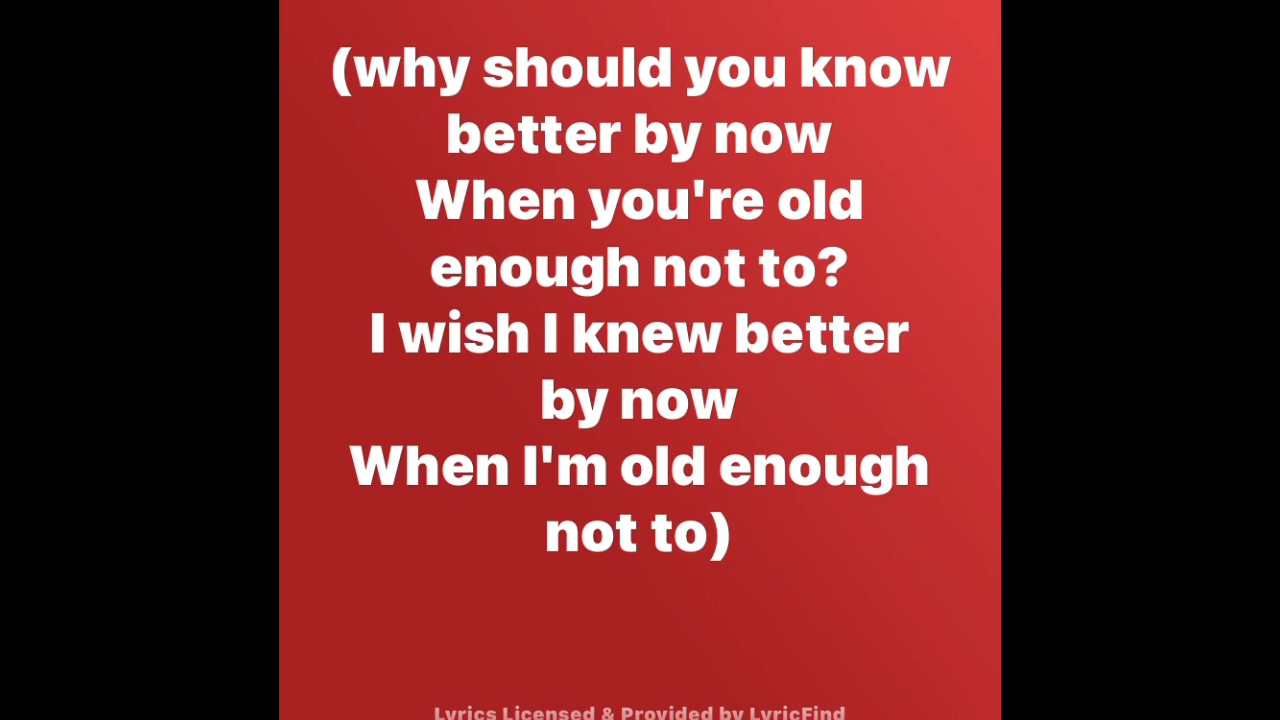 (why should you know
better by now
When you're old
enough not to?
I wish I knew better
by now
When I'm old enough
not to)
Lyrics Licensed & Provided by LyricFind